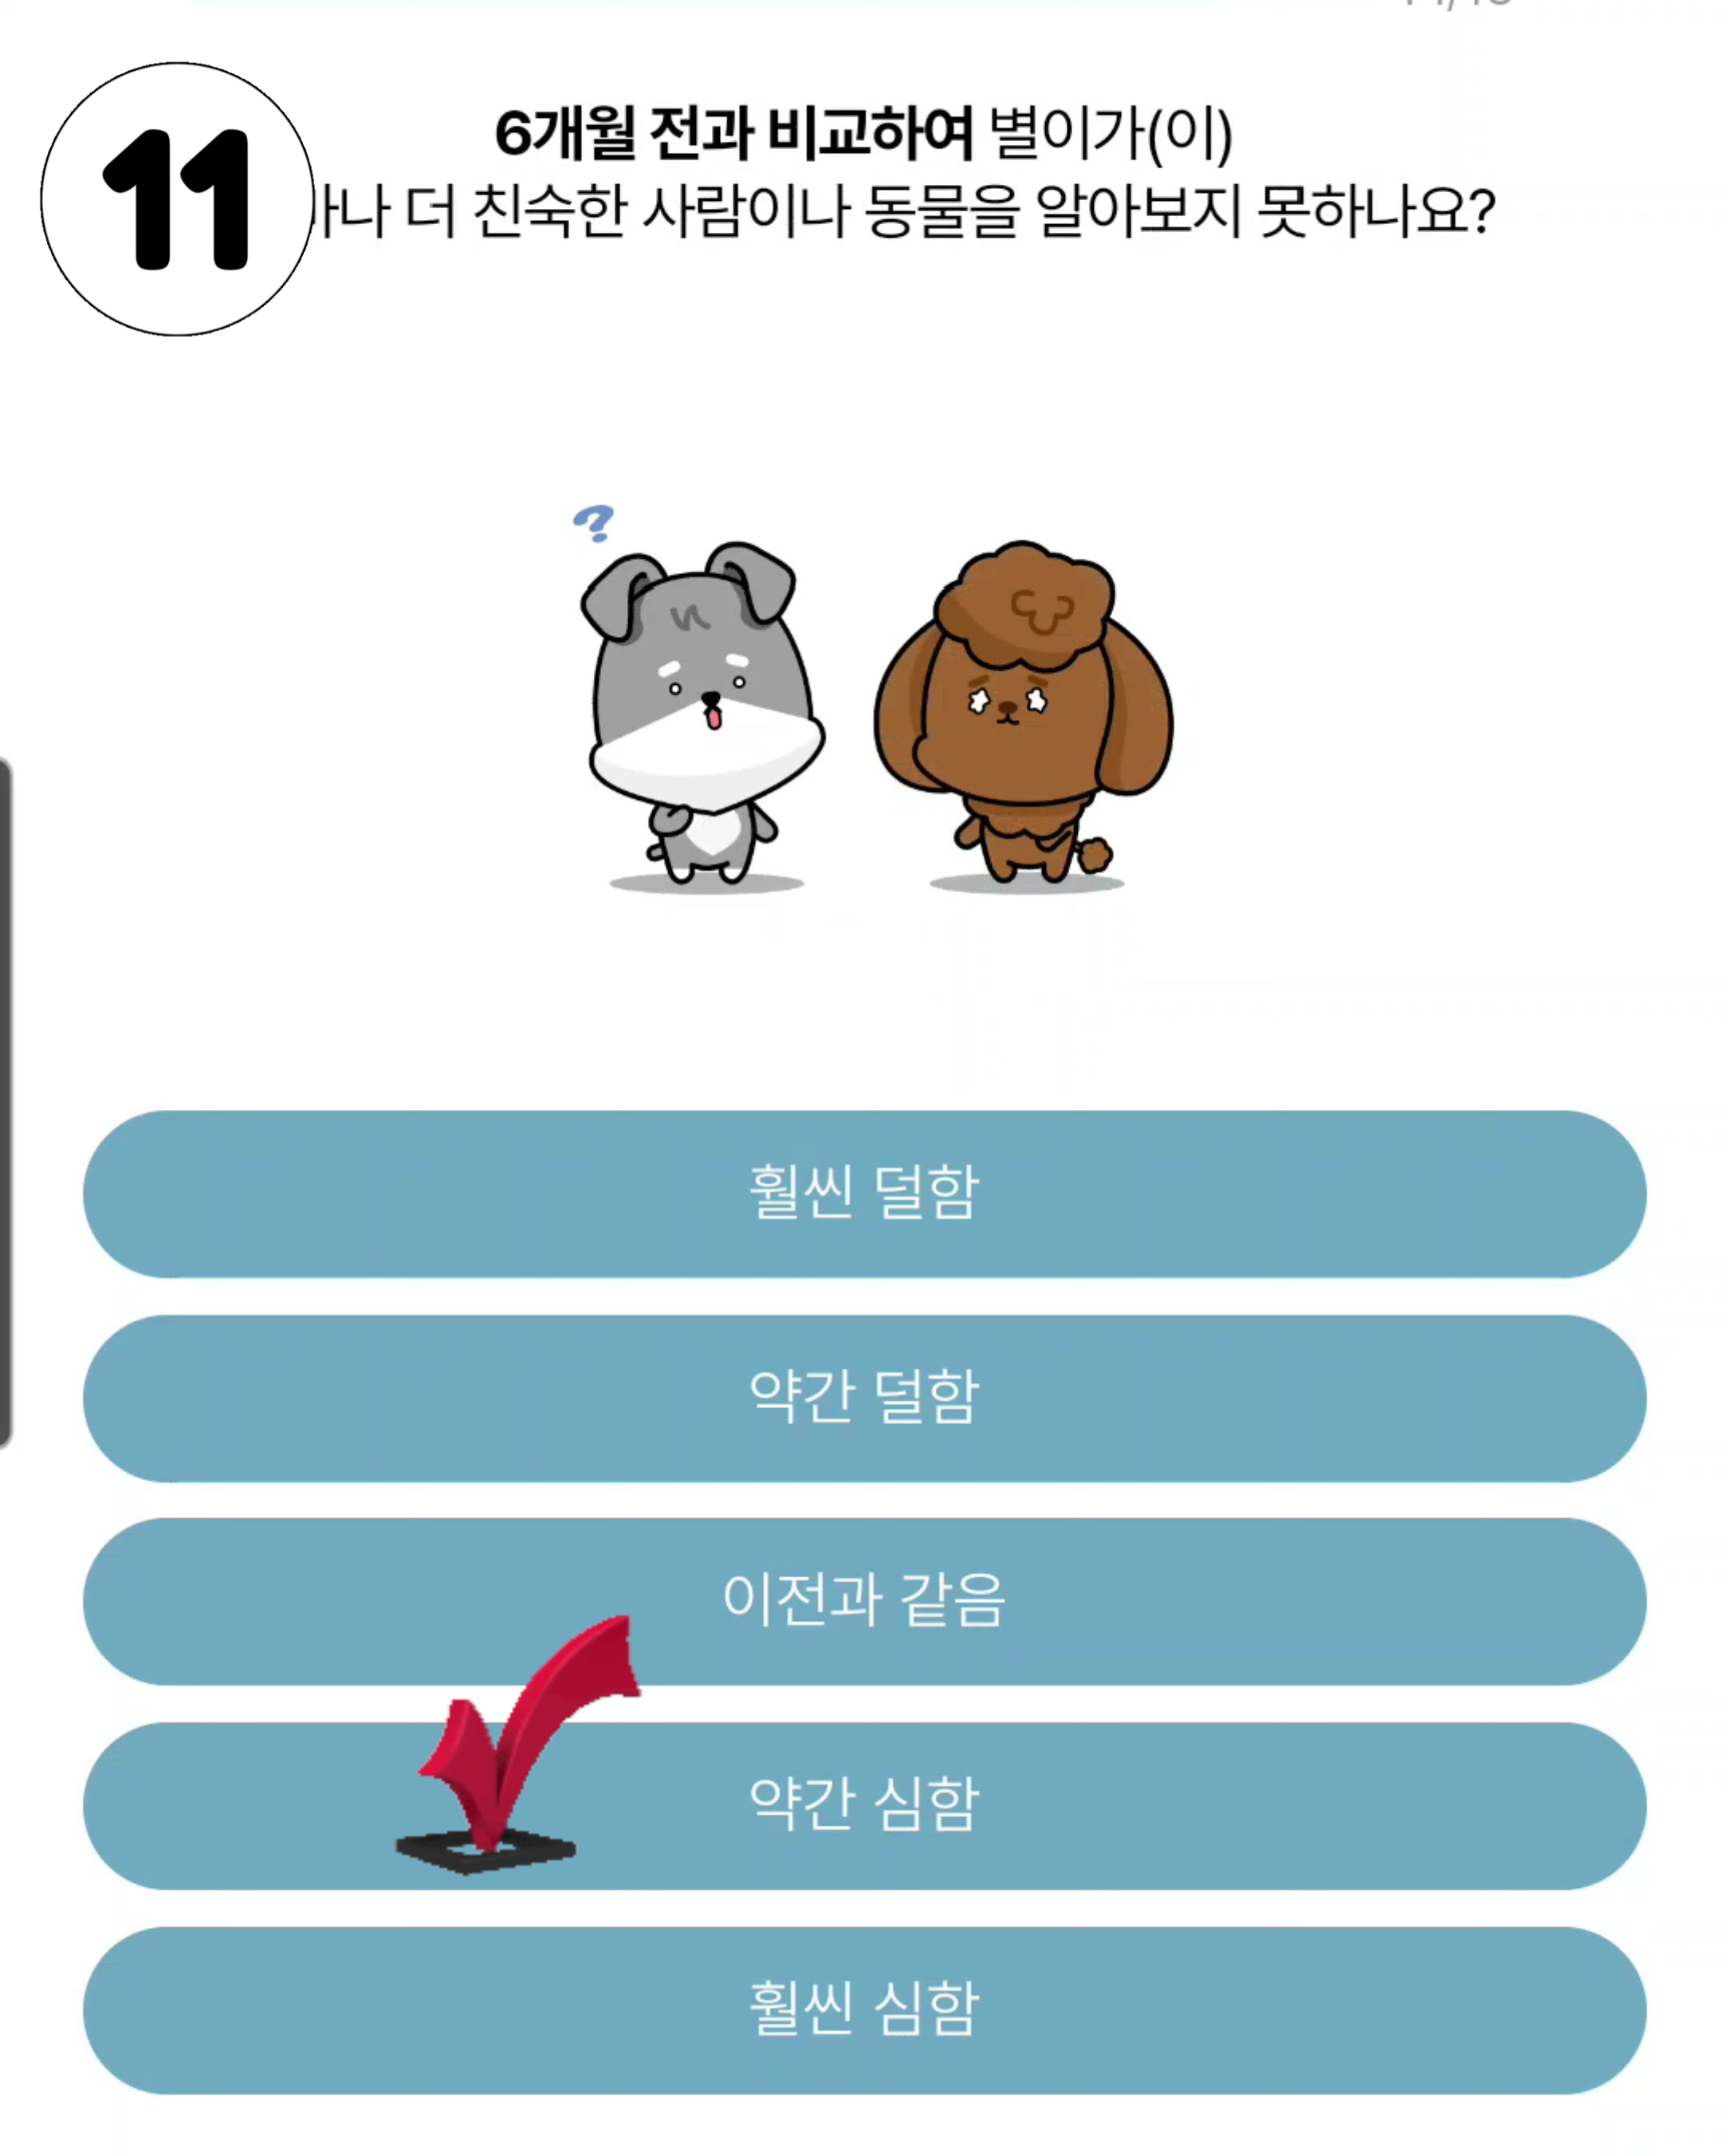 11
6개월 전과 비교하여 별이가(이)
나 더 친숙한 사람이나 동물을 알아보지 못하나요?
훨씬 덜함
약간 덜함
이전과 같음
약간 심함
훨씬 심함